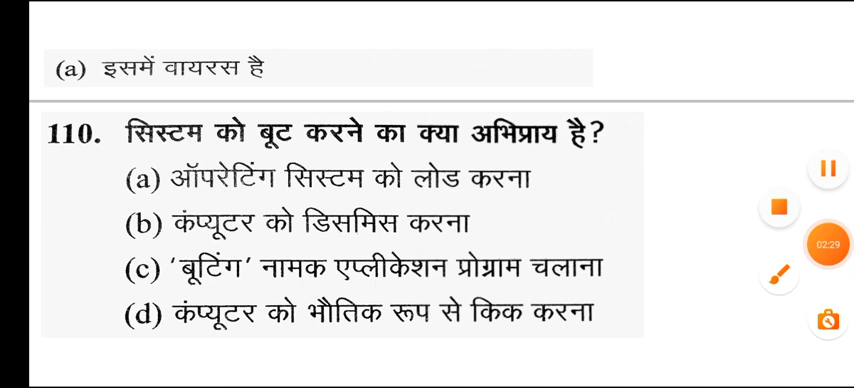 (a) इसमें वायरस है
110. सिस्टम को बूट करने का क्या अभिप्राय है?
(a) ऑपरेटिंग सिस्टम को लोड करना
(b) कंप्यूटर को डिसमिस करना
(c) 'बूटिंग' नामक एप्लीकेशन प्रोग्राम चलाना
(d) कंप्यूटर को भौतिक रूप से किक करना
02:29